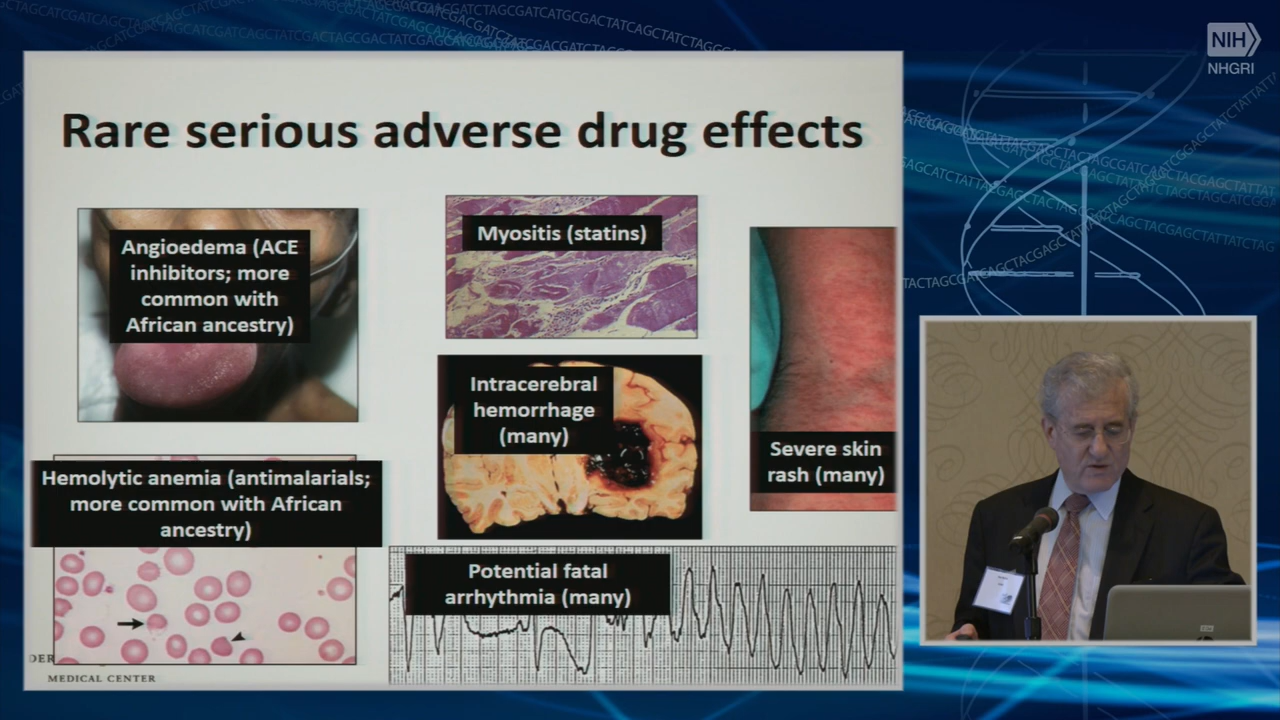 NIH
NHGRI
Rare serious adverse drug effects
Angioedema (ACE
inhibitors; more
common with
African ancestry)
Myositis (statins)
Intracerebral
hemorrhage
(many)
Severe skin
rash (many)
Hemolytic anemia (antimalarials;
more common with African
ancestry)
Potential fatal
arrhythmia (many)
MEDICAL CENTER